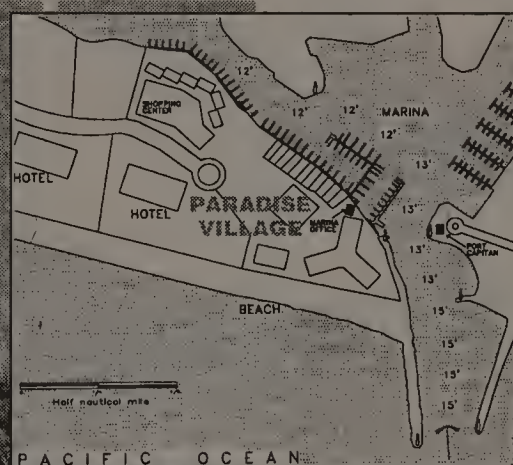 12'
SHOPPING
CENTER
12'
12'
MARINA
12'
13'
HOTEL
HOTEL
PARADISE
VILLAGE
MARINA
OFFICE
13'
13'
PORT
CAPITAN
13'
BEACH
15'
15'
15'
15'
Half nautical mile
PACIFIC OCEAN